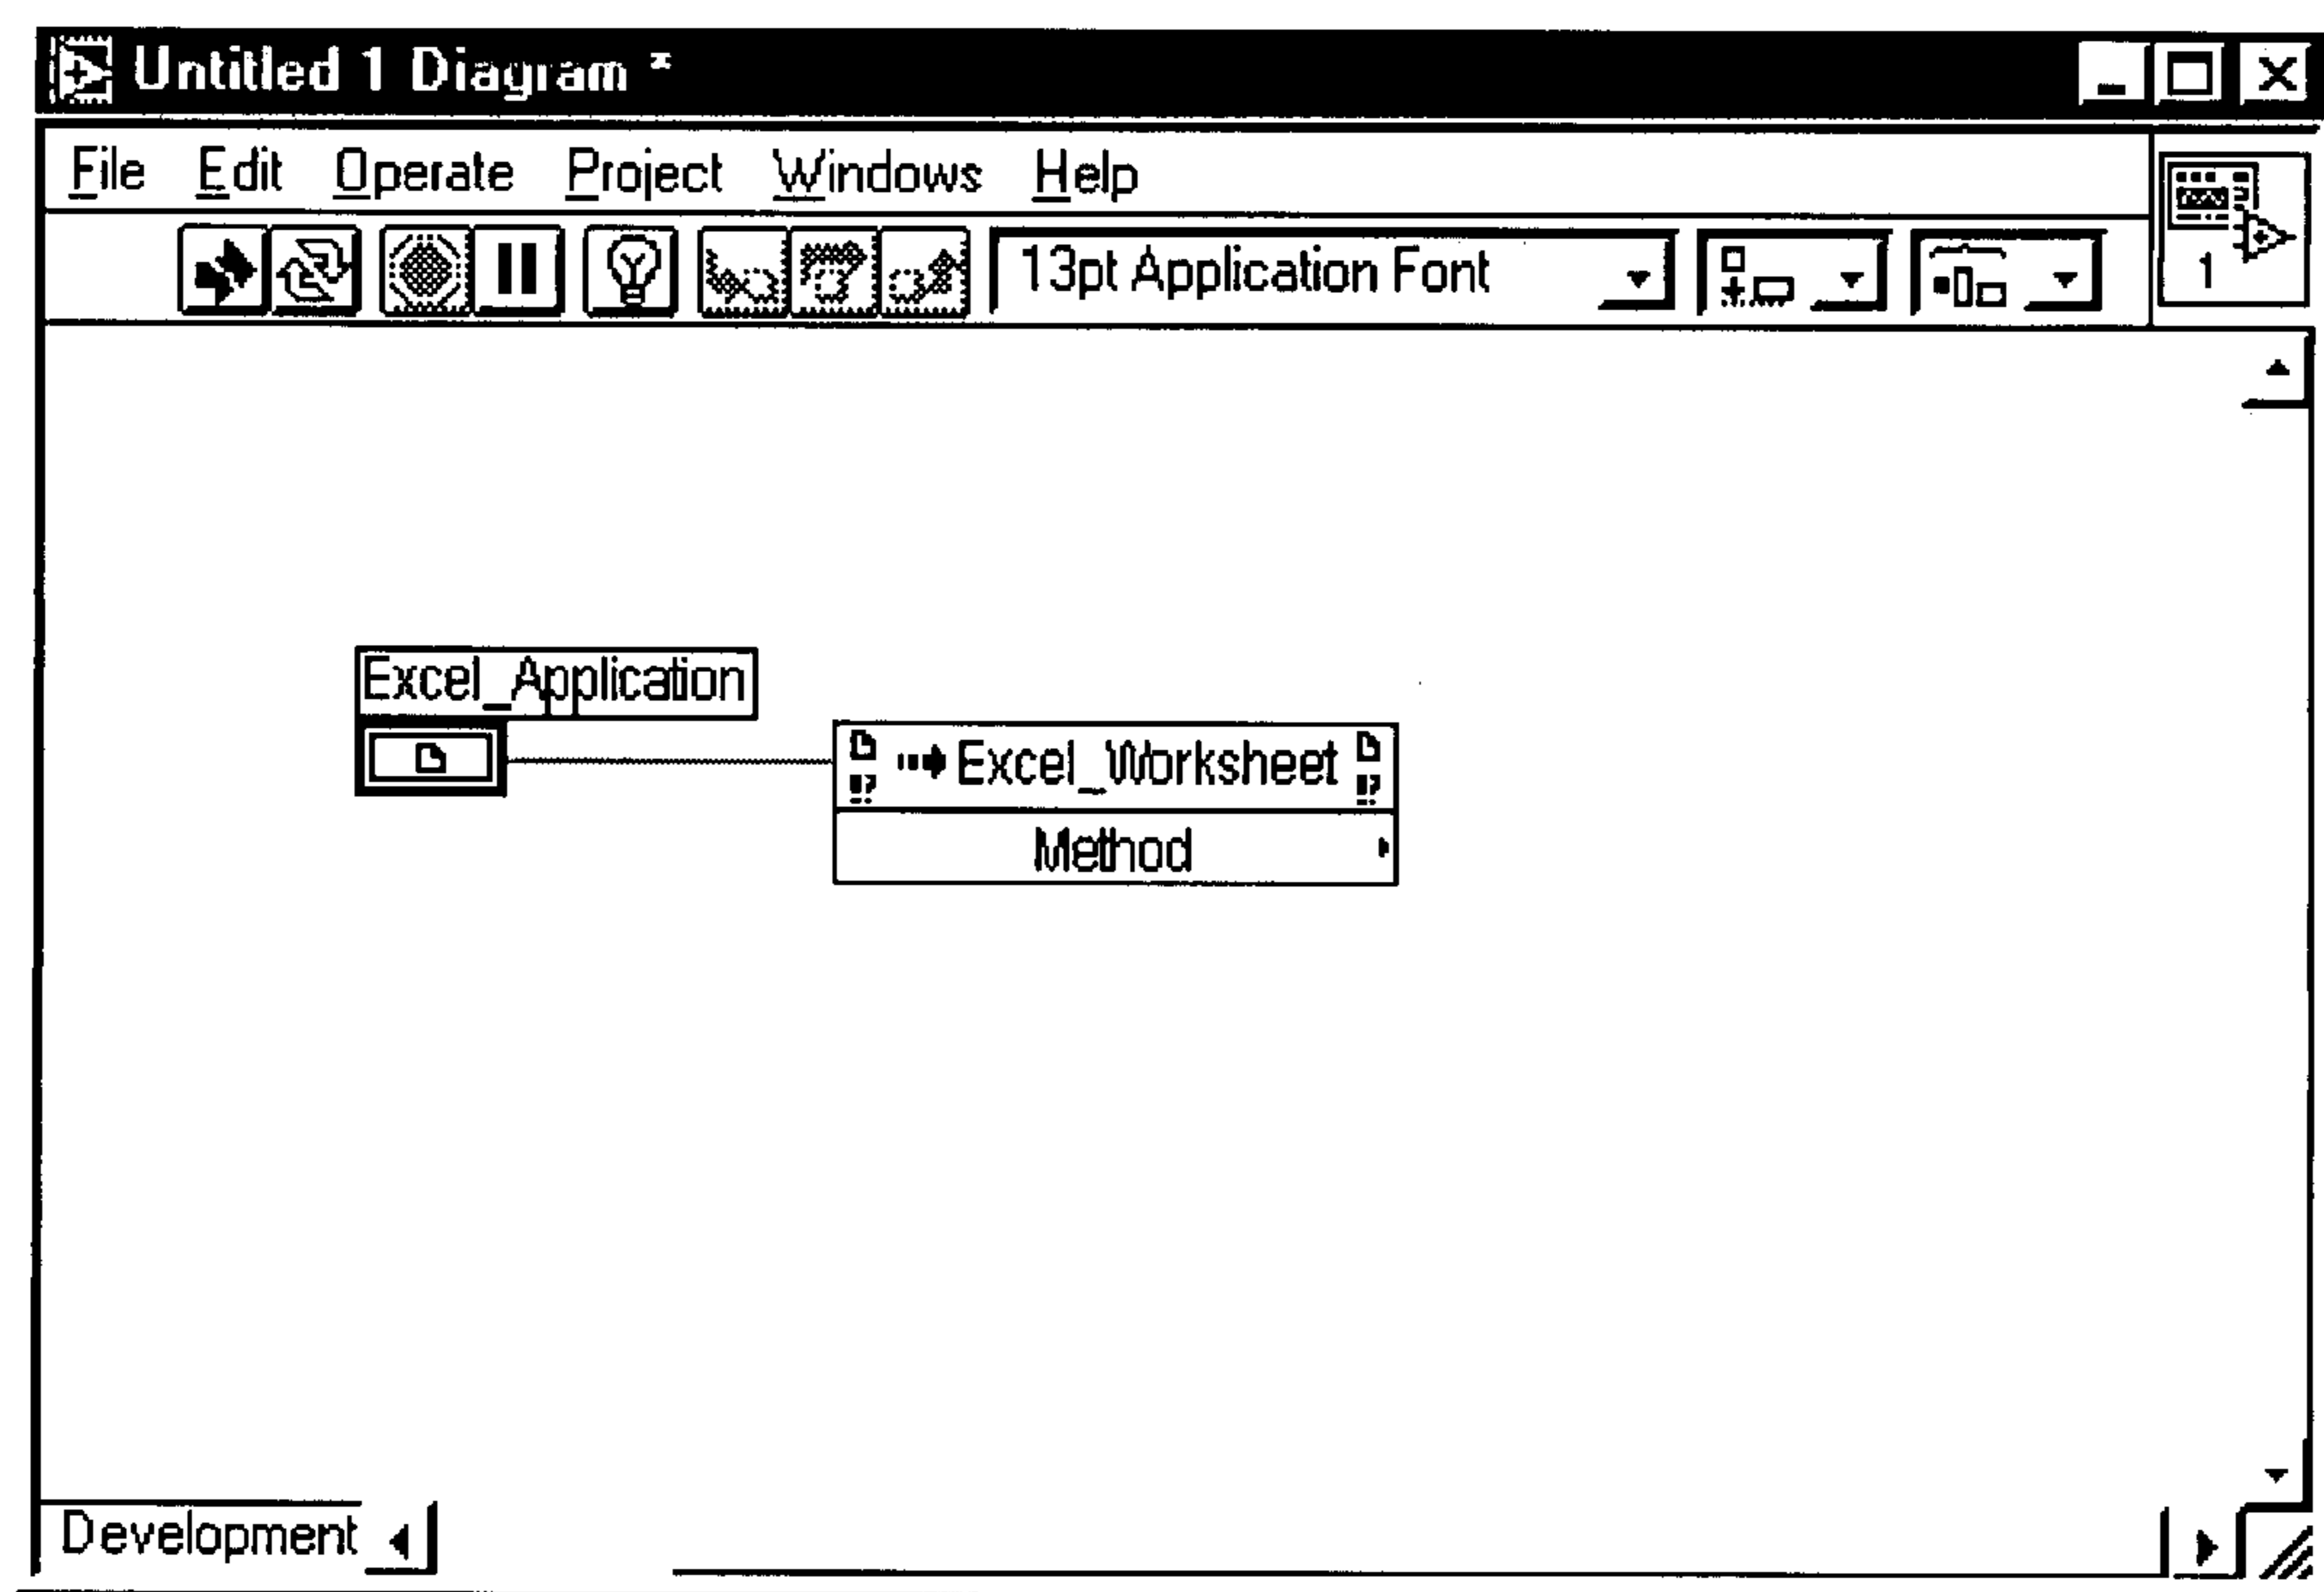 Untitled 1 Diagram *
File Edit Operate Project Windows Help
13pt Application Font
1
Excel_Application
Excel_Worksheet
Method
Development